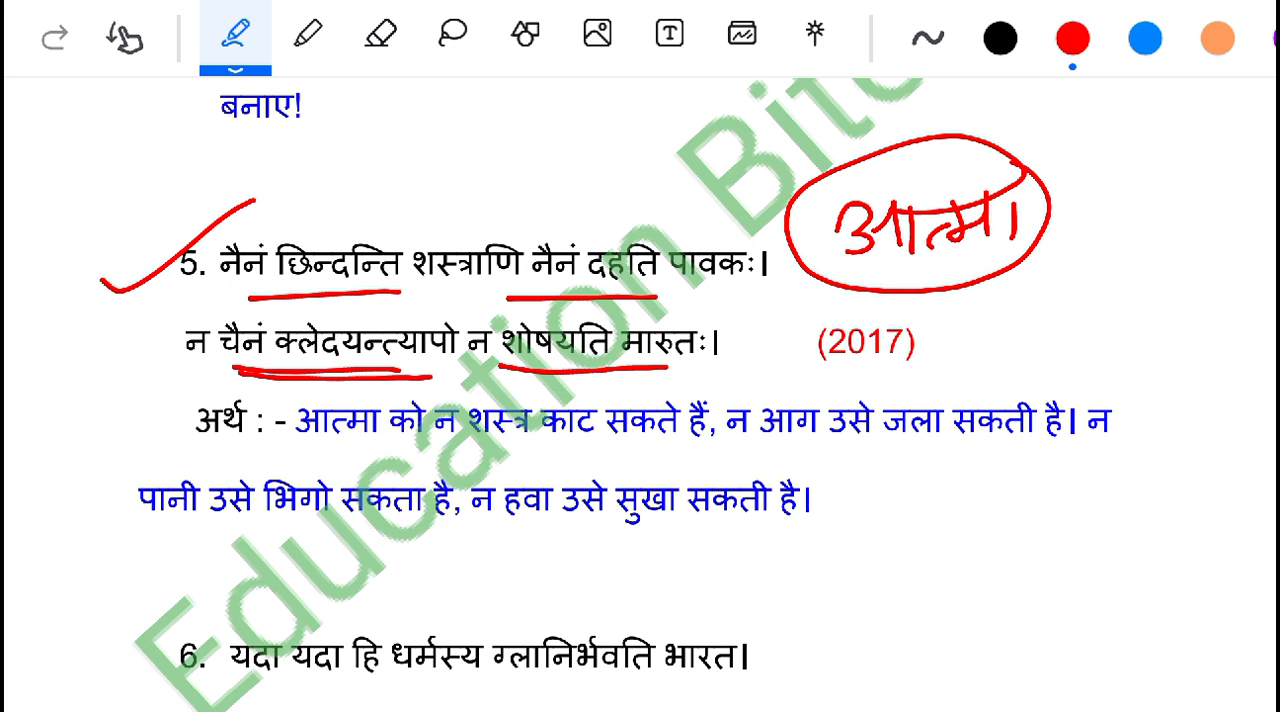 बनाए!
आत्मा
5. नैनं छिन्दन्ति शस्त्राणि नैनं दहति पावकः।
न चैनं क्लेदयन्त्यापो न शोषयति मारुतः। (2017)
अर्थ : - आत्मा को न शस्त्र काट सकते हैं, न आग उसे जला सकती है। न
पानी उसे भिगो सकता है, न हवा उसे सुखा सकती है।
6. यदा यदा हि धर्मस्य ग्लानिर्भवति भारत।
Education